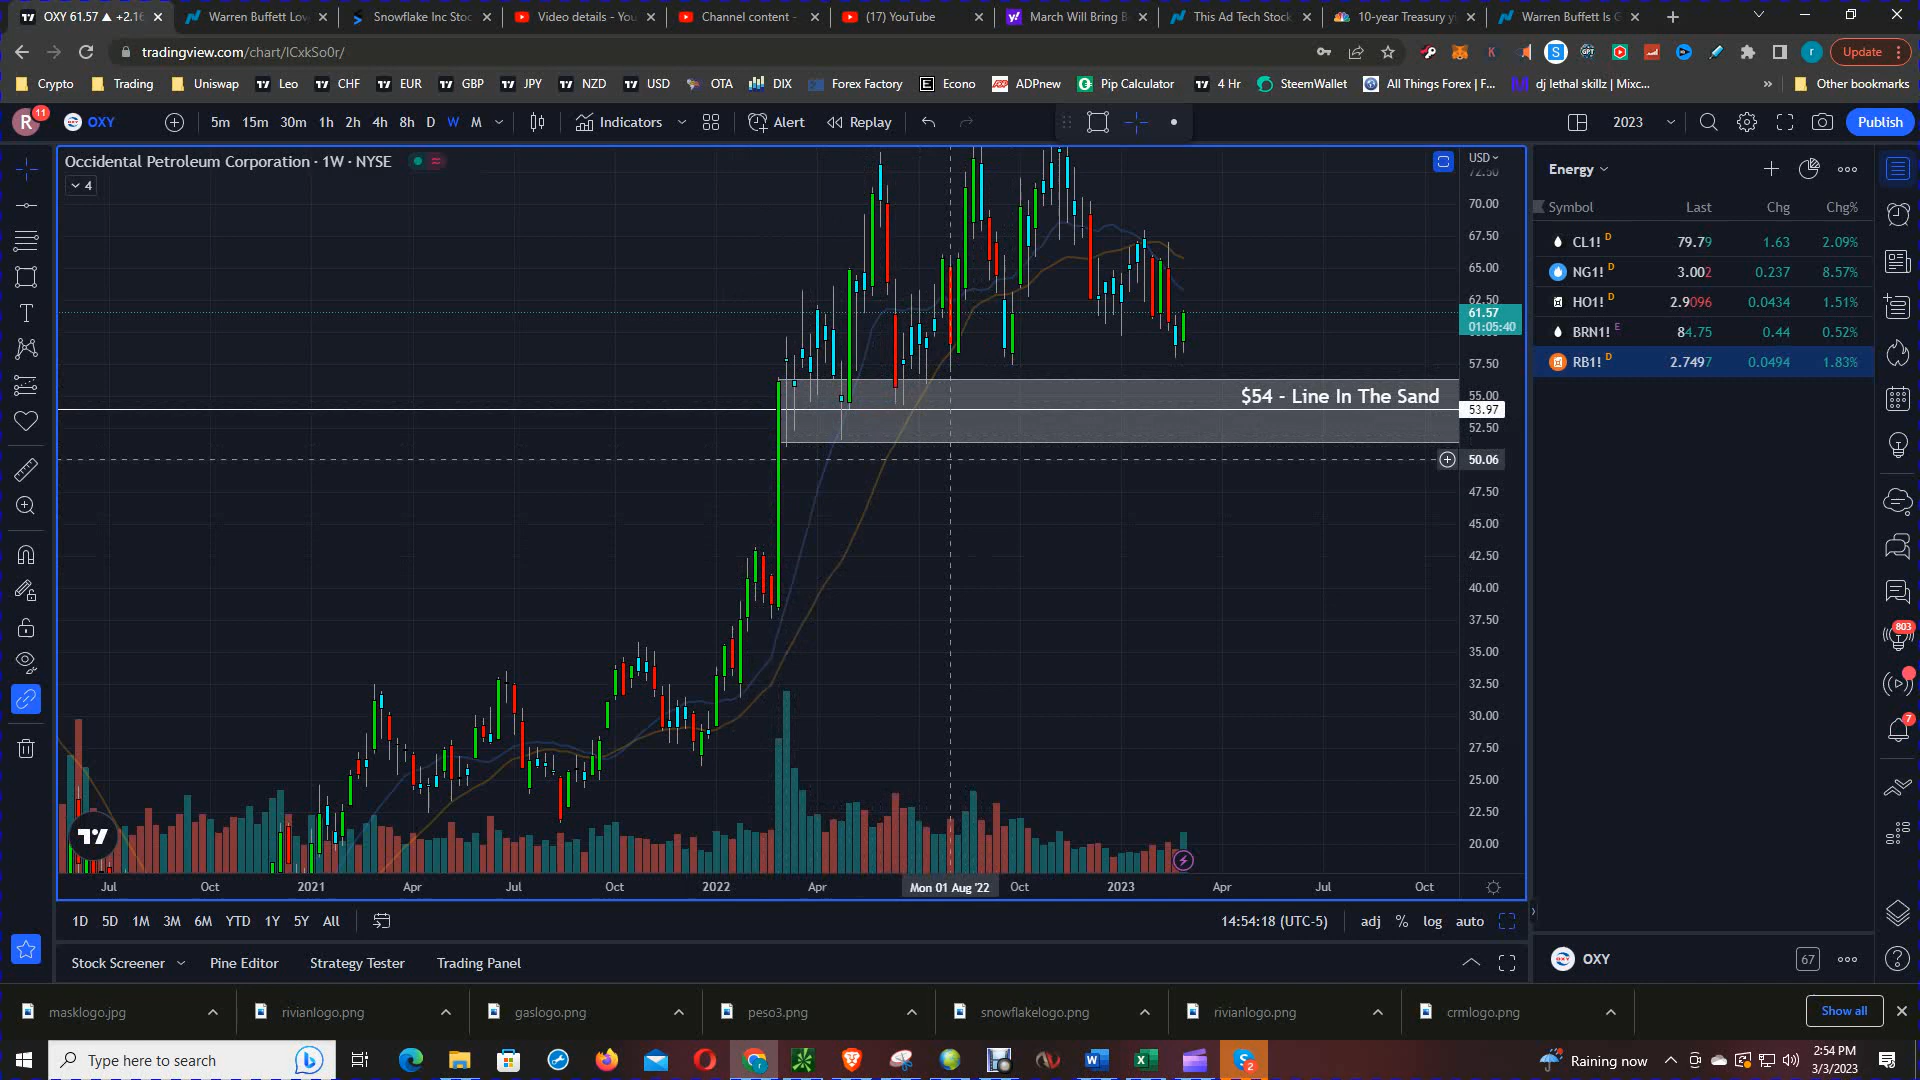 OXY 61.57 ▲ +2.16
Warren Buffett Lov
Snowflake Inc Stoc
Video details - You
Channel content -
(17) YouTube
March Will Bring B
This Ad Tech Stock
10-year Treasury yi
Warren Buffett Is G
tradingview.com/chart/lCxkSo0r/
S
K
r
Update
Crypto
Trading
Uniswap
Leo
CHF
EUR
GBP
JPY
NZD
USD
OTA
DIX
Forex Factory
Econo
ADPnew
Pip Calculator
4 Hr
SteemWallet
All Things Forex | F...
dj lethal skillz | Mixc...
»
Other bookmarks
R
11
OXY
5m
15m
30m
1h
2h
4h
8h
D
W
M
Indicators
Alert
Replay
2023
Publish
Occidental Petroleum Corporation · 1W · NYSE
4
USD
72.50
70.00
67.50
65.00
62.50
61.57
01:05:40
57.50
55.00
53.97
52.50
50.06
47.50
45.00
42.50
40.00
37.50
35.00
32.50
30.00
27.50
25.00
22.50
20.00
$54 - Line In The Sand
Jul
Oct
2021
Apr
Jul
Oct
2022
Apr
Mon 01 Aug '22
Oct
2023
Apr
Jul
Oct
Energy
Symbol Last Chg Chg%
CL1! D 79.79 1.63 2.09%
NG1! D 3.002 0.237 8.57%
HO1! D 2.9096 0.0434 1.51%
BRN1! E 84.75 0.44 0.52%
RB1! D 2.7497 0.0494 1.83%
803
7
1D
5D
1M
3M
6M
YTD
1Y
5Y
All
14:54:18 (UTC-5)
adj
%
log
auto
Stock Screener
Pine Editor
Strategy Tester
Trading Panel
OXY
67
masklogo.jpg
rivianlogo.png
gaslogo.png
peso3.png
snowflakelogo.png
rivianlogo.png
crmlogo.png
Show all
Type here to search
Raining now
2:54 PM
3/3/2023